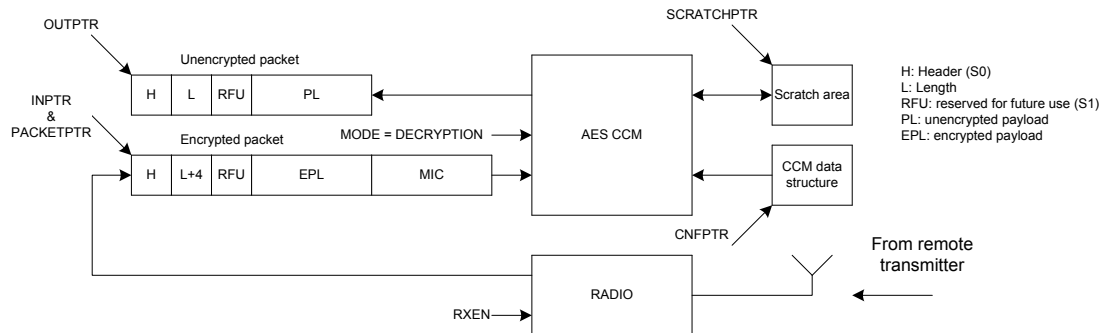 SCRATCHPTR
OUTPTR
Unencrypted packet
H L RFU PL
Scratch area
H: Header (S0)
L: Length
RFU: reserved for future use (S1)
PL: unencrypted payload
EPL: encrypted payload
INPTR
&
PACKETPTR
MODE = DECRYPTION
AES CCM
Encrypted packet
H L+4 RFU EPL MIC
CCM data
structure
CNFPTR
From remote
transmitter
RADIO
RXEN